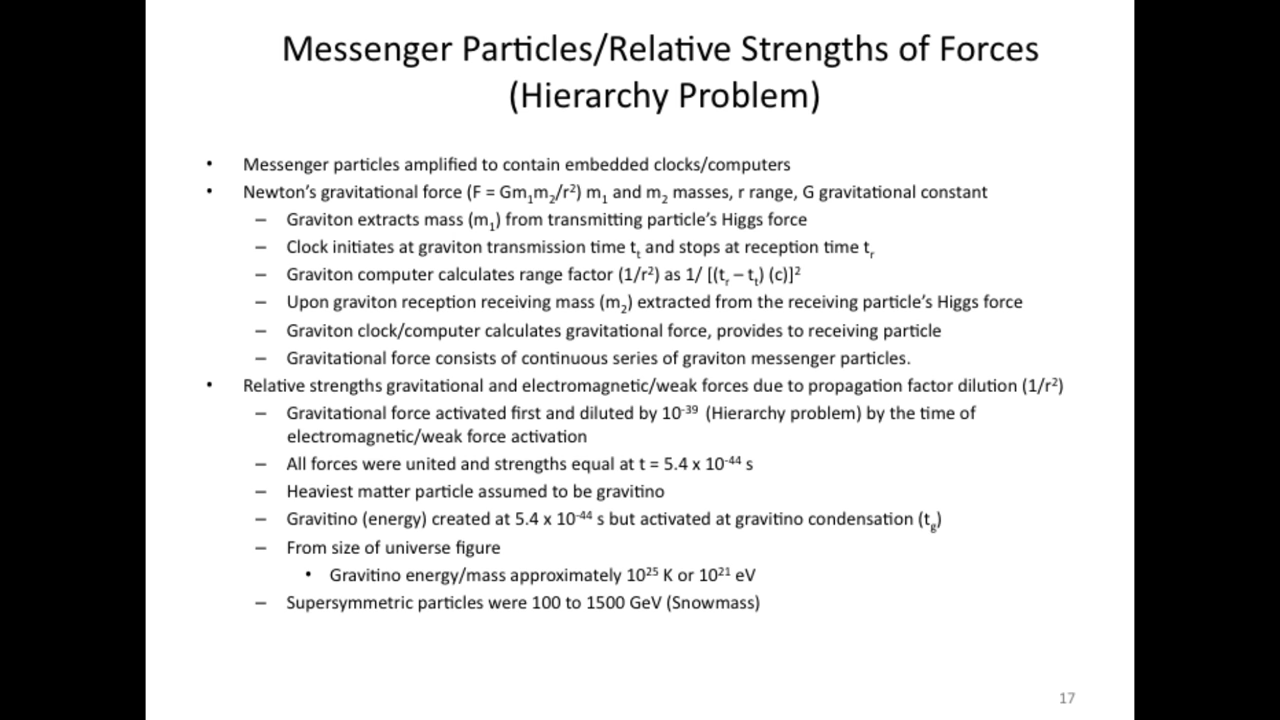 Messenger Particles/Relative Strengths of Forces
(Hierarchy Problem)
• Messenger particles amplified to contain embedded clocks/computers
• Newton's gravitational force (F = Gm₁m₂/r²) m₁ and m₂ masses, r range, G gravitational constant
– Graviton extracts mass (m₁) from transmitting particle's Higgs force
– Clock initiates at graviton transmission time tₜ and stops at reception time tᵣ
– Graviton computer calculates range factor (1/r²) as 1/ [(tᵣ – tₜ) (c)]²
– Upon graviton reception receiving mass (m₂) extracted from the receiving particle's Higgs force
– Graviton clock/computer calculates gravitational force, provides to receiving particle
– Gravitational force consists of continuous series of graviton messenger particles.
• Relative strengths gravitational and electromagnetic/weak forces due to propagation factor dilution (1/r²)
– Gravitational force activated first and diluted by 10⁻³⁹ (Hierarchy problem) by the time of
electromagnetic/weak force activation
– All forces were united and strengths equal at t = 5.4 x 10⁻⁴⁴ s
– Heaviest matter particle assumed to be gravitino
– Gravitino (energy) created at 5.4 x 10⁻⁴⁴ s but activated at gravitino condensation (t_g)
– From size of universe figure
• Gravitino energy/mass approximately 10²⁵ K or 10²¹ eV
– Supersymmetric particles were 100 to 1500 GeV (Snowmass)
17